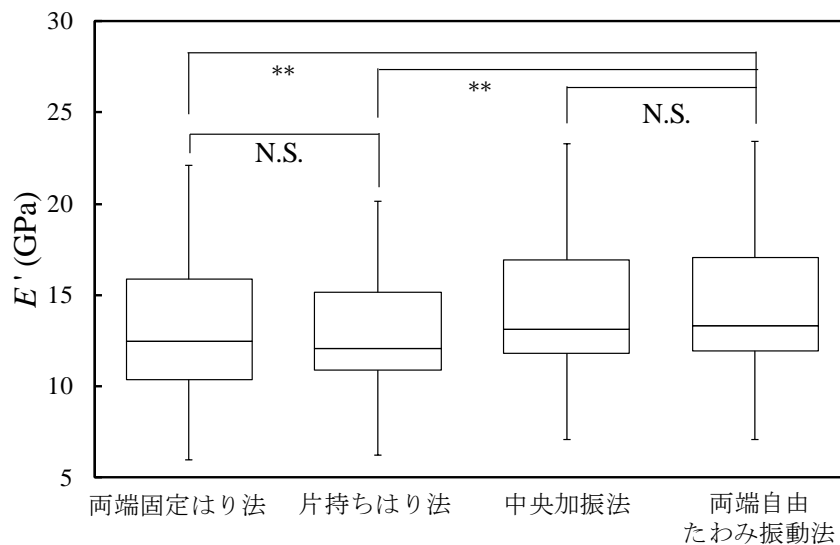 30
**
25
**
N.S.
N.S.
20
E' (GPa)
15
10
5
両端固定はり法
片持ちはり法
中央加振法
両端自由
たわみ振動法